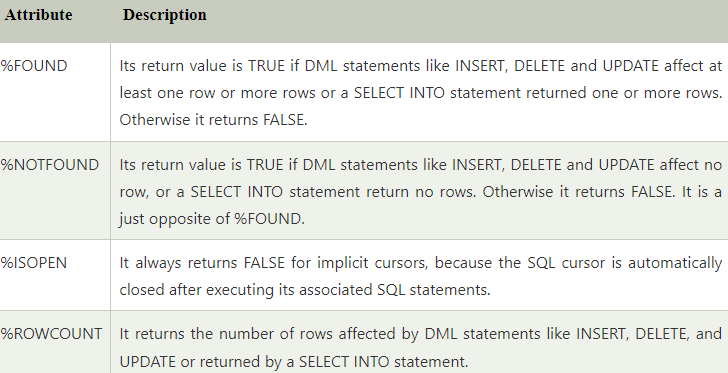 Attribute Description
%FOUND Its return value is TRUE if DML statements like INSERT, DELETE and UPDATE affect at
least one row or more rows or a SELECT INTO statement returned one or more rows.
Otherwise it returns FALSE.
%NOTFOUND Its return value is TRUE if DML statements like INSERT, DELETE and UPDATE affect no
row, or a SELECT INTO statement return no rows. Otherwise it returns FALSE. It is a
just opposite of %FOUND.
%ISOPEN It always returns FALSE for implicit cursors, because the SQL cursor is automatically
closed after executing its associated SQL statements.
%ROWCOUNT It returns the number of rows affected by DML statements like INSERT, DELETE, and
UPDATE or returned by a SELECT INTO statement.